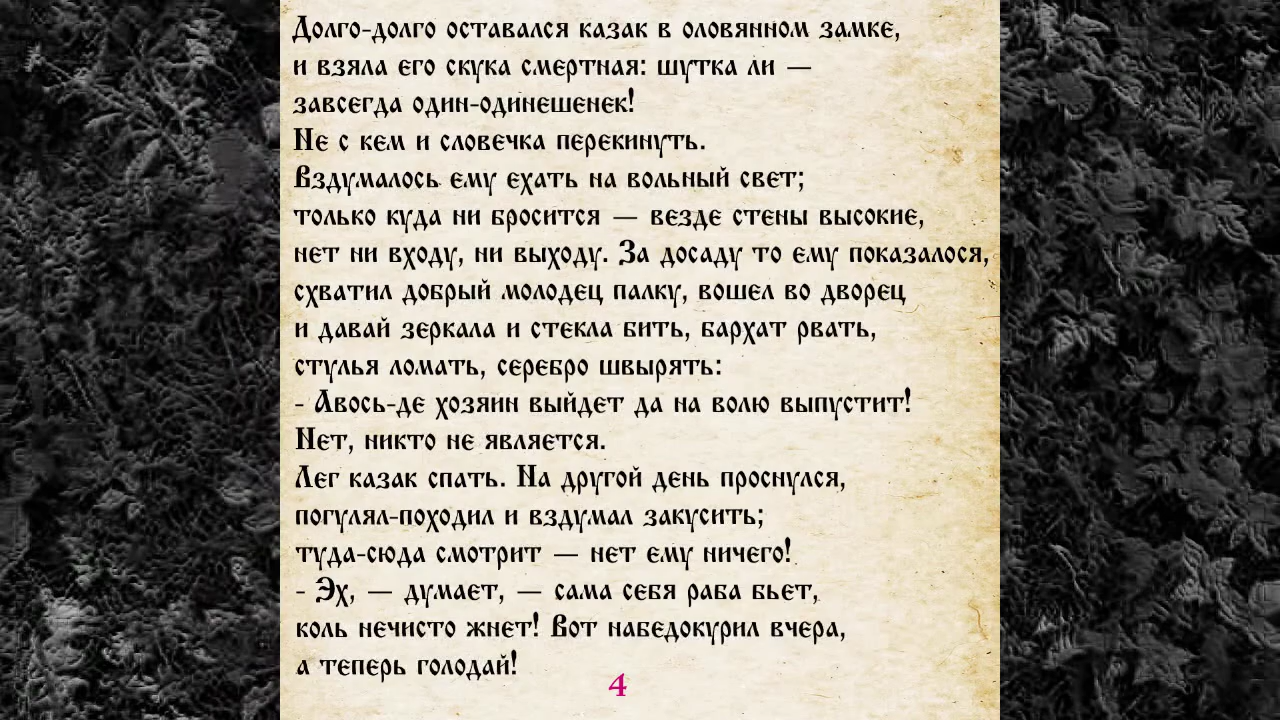 Долго-долго оставался казак в оловянном замке,
и взяла его скука смертная: шутка ли —
завсегда один-одинешенек!
Не с кем и словечка перекинуть.
Вздумалось ему ехать на вольный свет;
только куда ни бросится — везде стены высокие,
нет ни входу, ни выходу. За досаду то ему показалося,
схватил добрый молодец палку, вошел во дворец
и давай зеркала и стекла бить, бархат рвать,
стулья ломать, серебро швырять:
- Авось-де хозяин выйдет да на волю выпустит!
Нет, никто не является.
Лег казак спать. На другой день проснулся,
погулял-походил и вздумал закусить;
туда-сюда смотрит — нет ему ничего!
- Эх, — думает, — сама себя раба бьет,
коль нечисто жнет! Вот набедокурил вчера,
а теперь голодай!
4